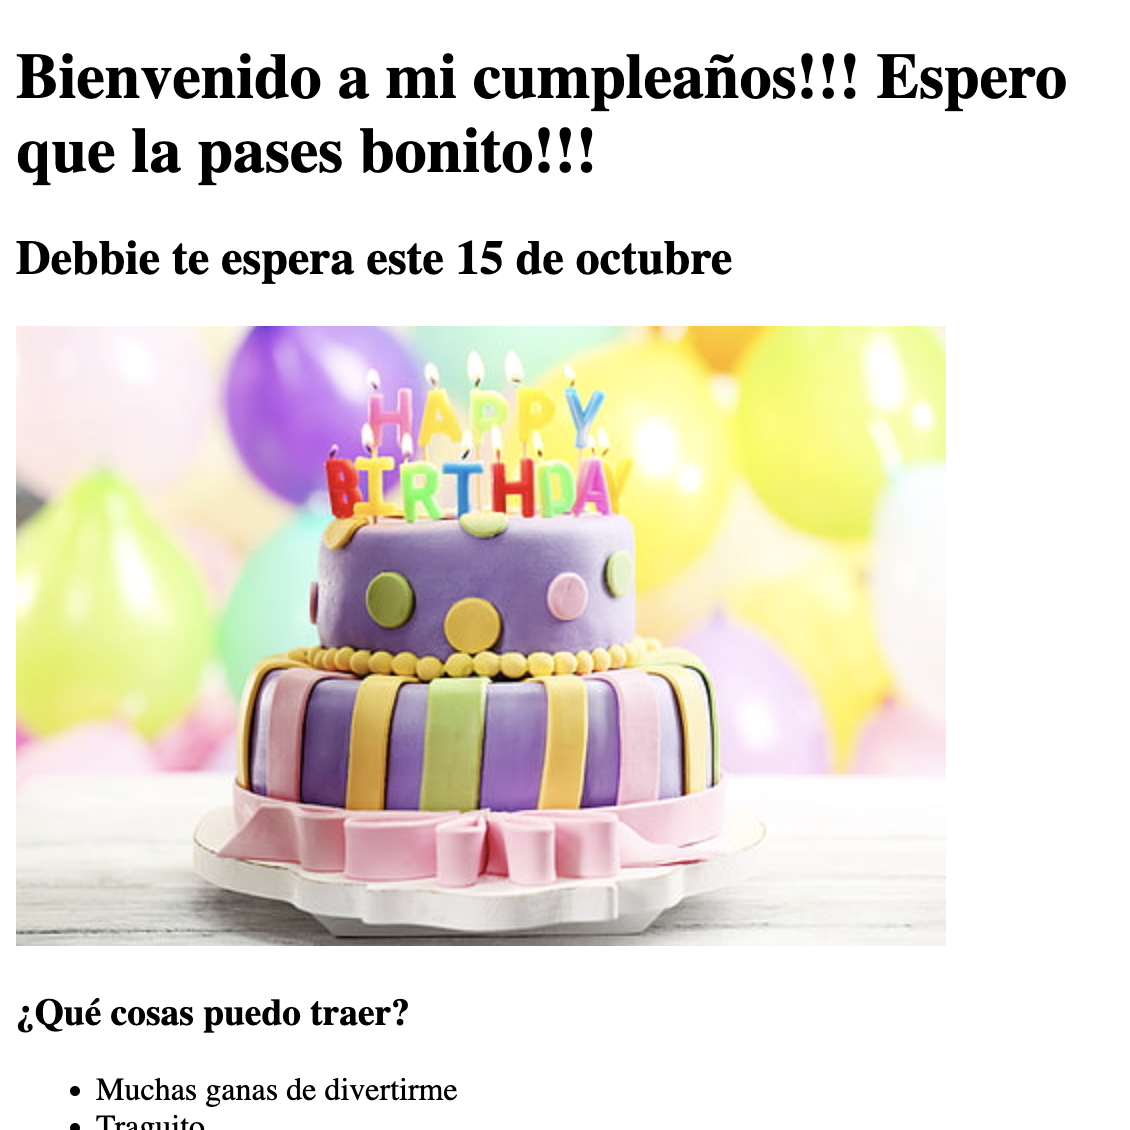 Bienvenido a mi cumpleaños!!! Espero
que la pases bonito!!!
Debbie te espera este 15 de octubre
HAPPY
BIRTHDAY
¿Qué cosas puedo traer?
Muchas ganas de divertirme
Traguito